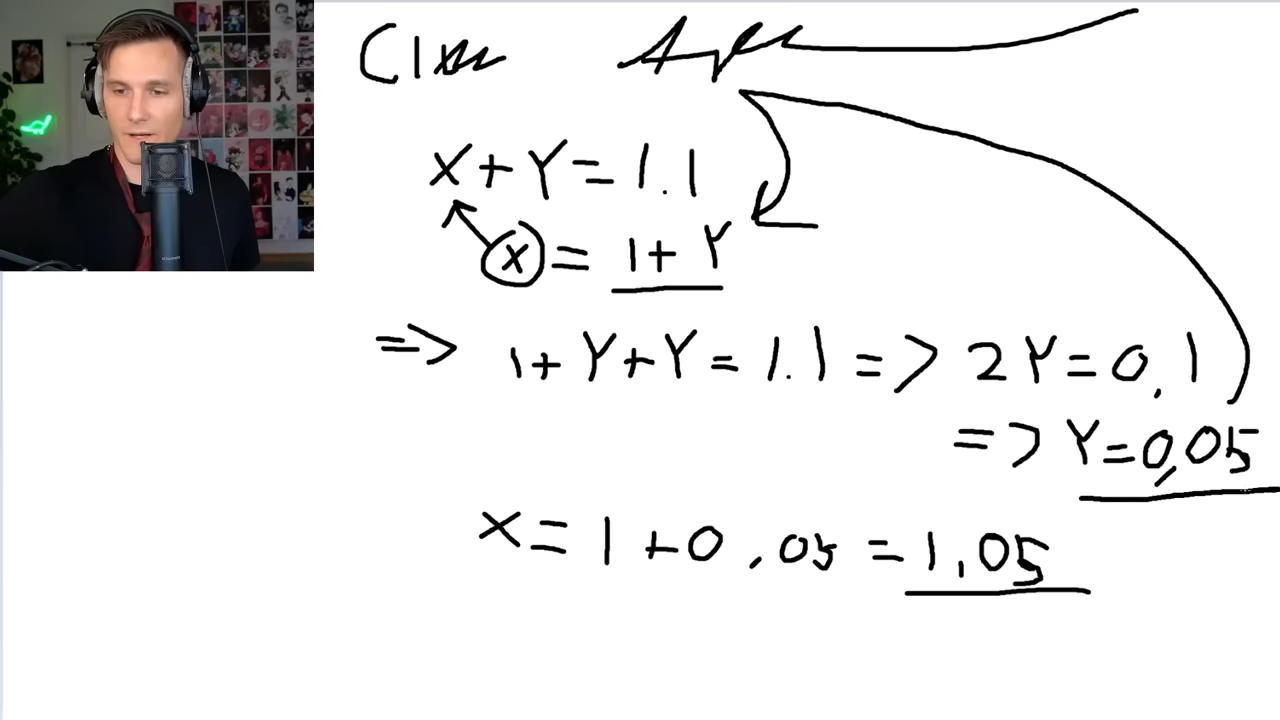 X + Y = 1.1
X = 1 + Y
=> 1 + Y + Y = 1.1 => 2Y = 0,1
=> Y = 0,05
X = 1 + 0.05 = 1,05